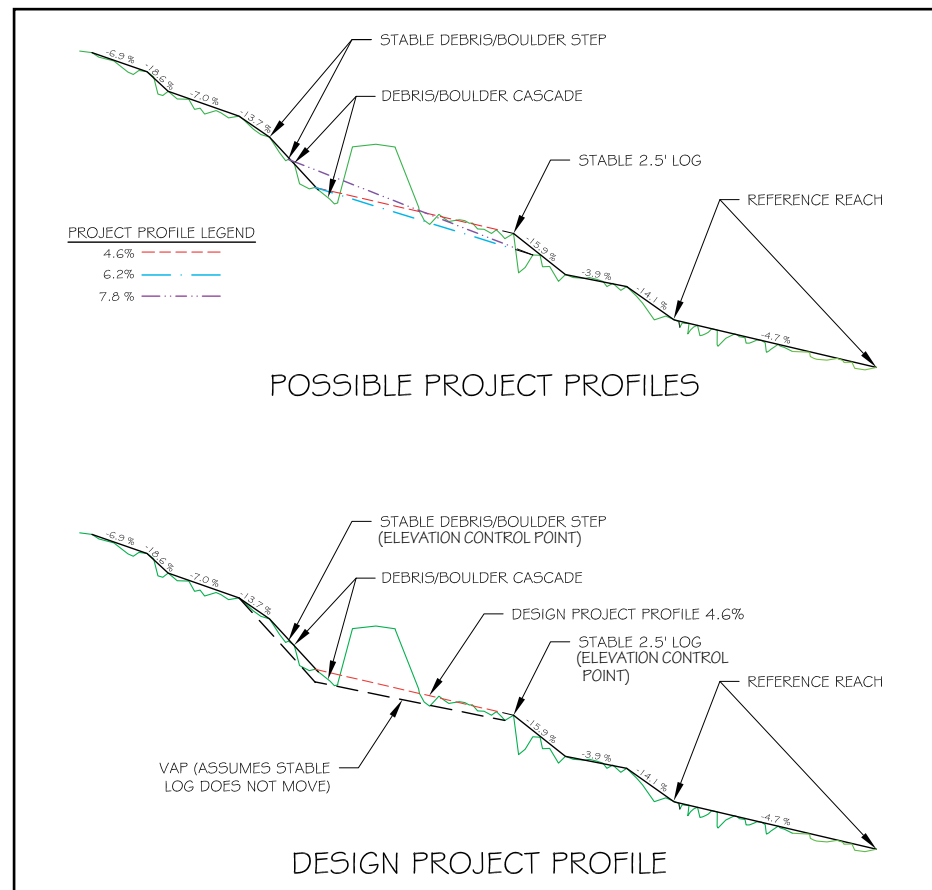 STABLE DEBRIS/BOULDER STEP
-6.9 %
-18.6 %
-7.0 %
DEBRIS/BOULDER CASCADE
-13.7 %
STABLE 2.5' LOG
REFERENCE REACH
PROJECT PROFILE LEGEND
4.6%
6.2%
7.8 %
-15.9%
-3.9 %
-14.1 %
-4.7 %
POSSIBLE PROJECT PROFILES
STABLE DEBRIS/BOULDER STEP
(ELEVATION CONTROL POINT)
-6.9 %
-18.6 %
-7.0 %
DEBRIS/BOULDER CASCADE
-13.7 %
DESIGN PROJECT PROFILE 4.6%
STABLE 2.5' LOG
(ELEVATION CONTROL
POINT)
REFERENCE REACH
-15.9%
-3.9 %
VAP (ASSUMES STABLE
LOG DOES NOT MOVE)
-14.1 %
-4.7 %
DESIGN PROJECT PROFILE